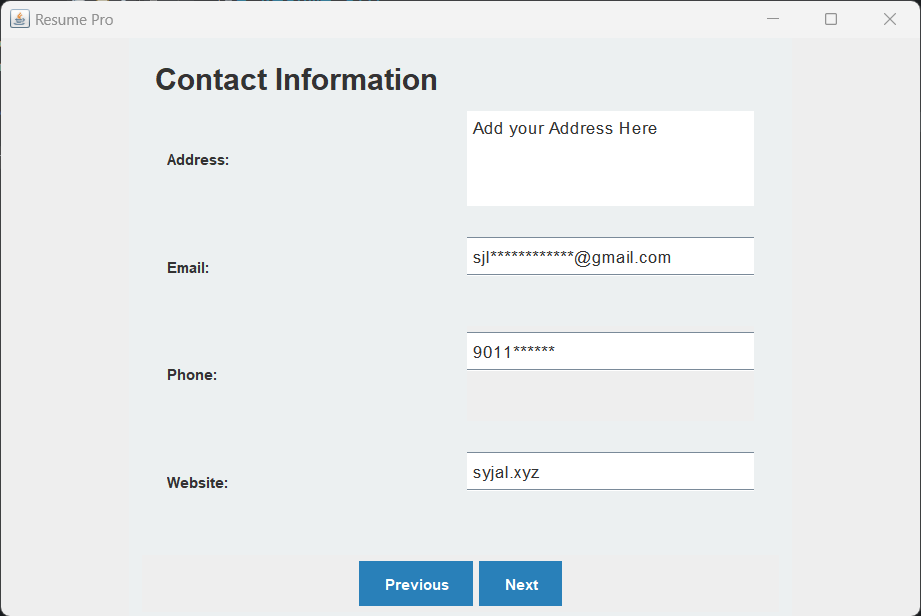 Resume Pro
Contact Information
Address:
Add your Address Here
Email:
sjl************@gmail.com
Phone:
9011******
Website:
syjal.xyz
Previous
Next